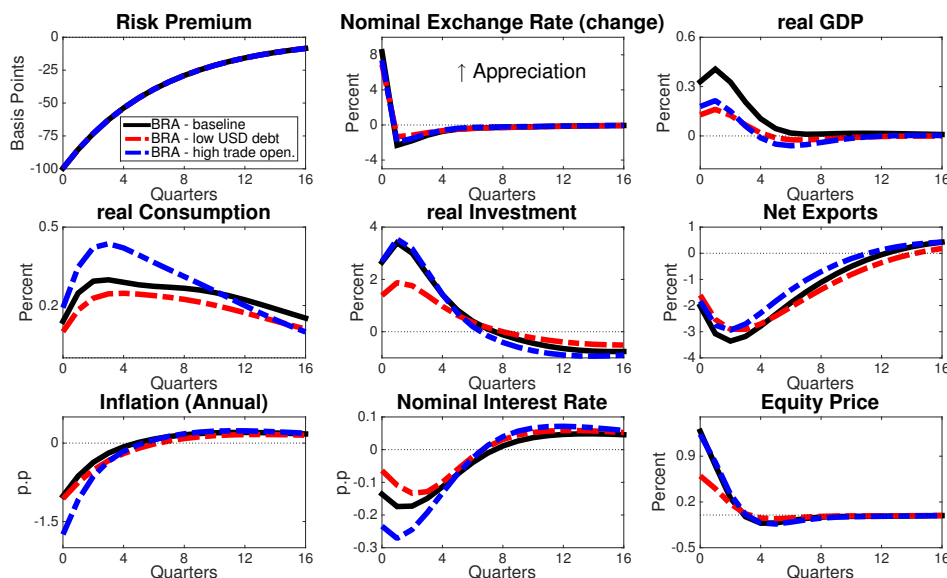 Risk Premium
0
-25
-50
-75
-100
Basis Points
BRA - baseline
BRA - low USD debt
BRA - high trade open.
0 4 8 12 16
Quarters
Nominal Exchange Rate (change)
8
4
0
-4
Percent
↑ Appreciation
0 4 8 12 16
Quarters
real GDP
0.6
0.3
0
Percent
0 4 8 12 16
Quarters
real Consumption
0.5
0.2
Percent
0 4 8 12 16
Quarters
real Investment
4
2
0
Percent
0 4 8 12 16
Quarters
Net Exports
1
0
-1
-3
-4
Percent
0 4 8 12 16
Quarters
Inflation (Annual)
0
-1.5
p.p
0 4 8 12 16
Quarters
Nominal Interest Rate
0.1
0
-0.1
-0.2
-0.3
p.p
0 4 8 12 16
Quarters
Equity Price
0.9
0.2
-0.5
Percent
0 4 8 12 16
Quarters